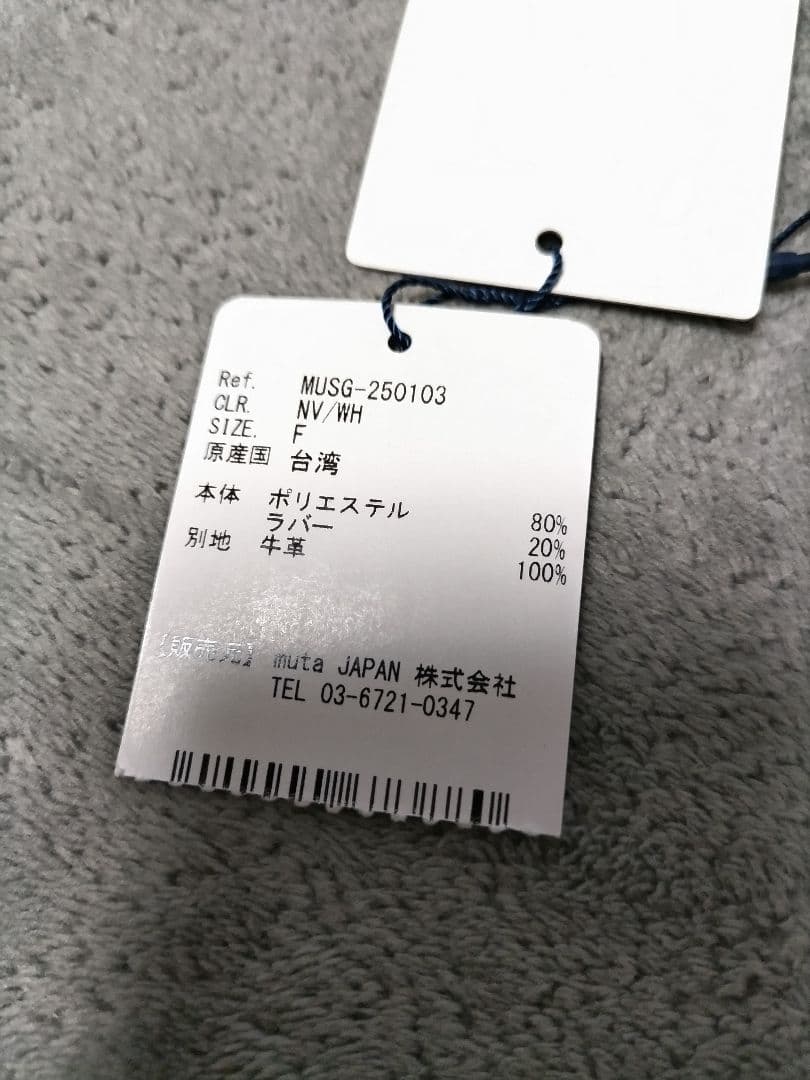 Ref. MUSG-250103
CLR. NV/WH
SIZE. F
原産国 台湾
本体 ポリエステル 80%
ラバー 20%
別地 牛革 100%
【販売元】 muta JAPAN 株式会社
TEL 03-6721-0347